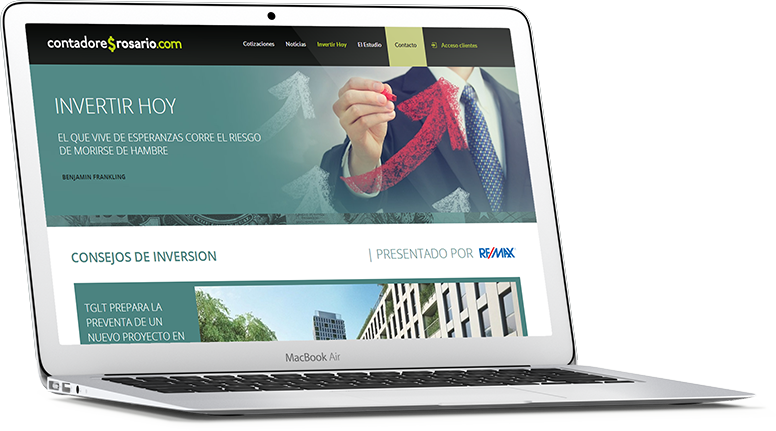 contadore$rosario.com
Cotizaciones Noticias Invertir Hoy El Estudio Contacto Acceso clientes
INVERTIR HOY
EL QUE VIVE DE ESPERANZAS CORRE EL RIESGO
DE MORIRSE DE HAMBRE
BENJAMIN FRANKLING
CONSEJOS DE INVERSION | PRESENTADO POR RE/MAX
TGLT PREPARA LA
PREVENTA DE UN
NUEVO PROYECTO EN
MacBook Air